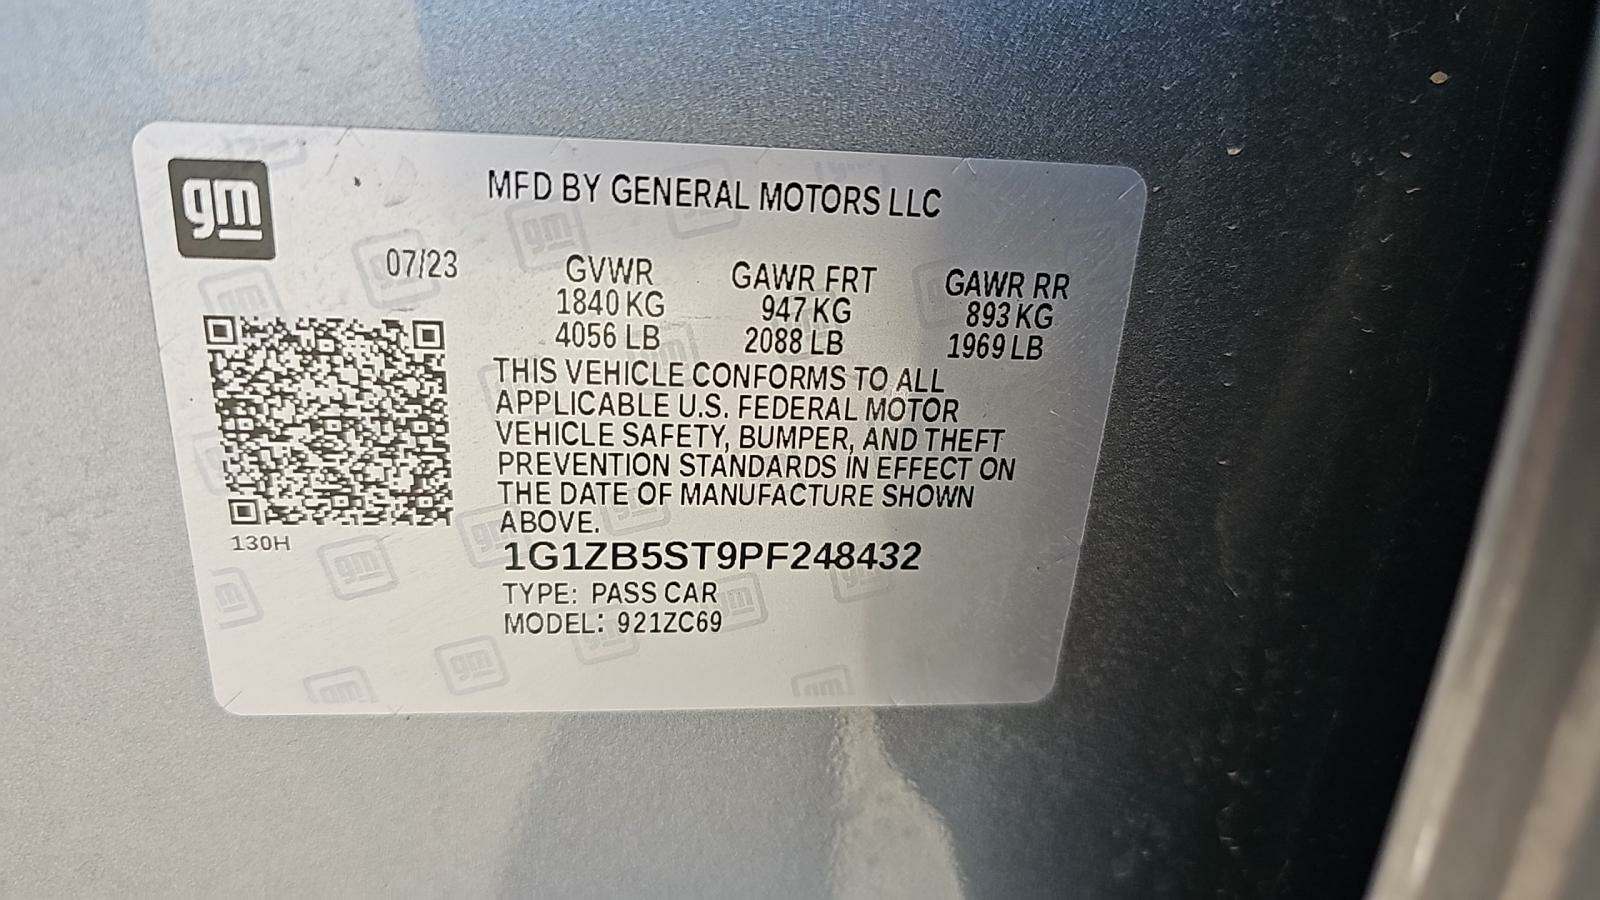 gm
MFD BY GENERAL MOTORS LLC
07/23
GVWR GAWR FRT GAWR RR
1840 KG 947 KG 893 KG
4056 LB 2088 LB 1969 LB
THIS VEHICLE CONFORMS TO ALL
APPLICABLE U.S. FEDERAL MOTOR
VEHICLE SAFETY, BUMPER, AND THEFT
PREVENTION STANDARDS IN EFFECT ON
THE DATE OF MANUFACTURE SHOWN
ABOVE.
130H
1G1ZB5ST9PF248432
TYPE: PASS CAR
MODEL: 921ZC69